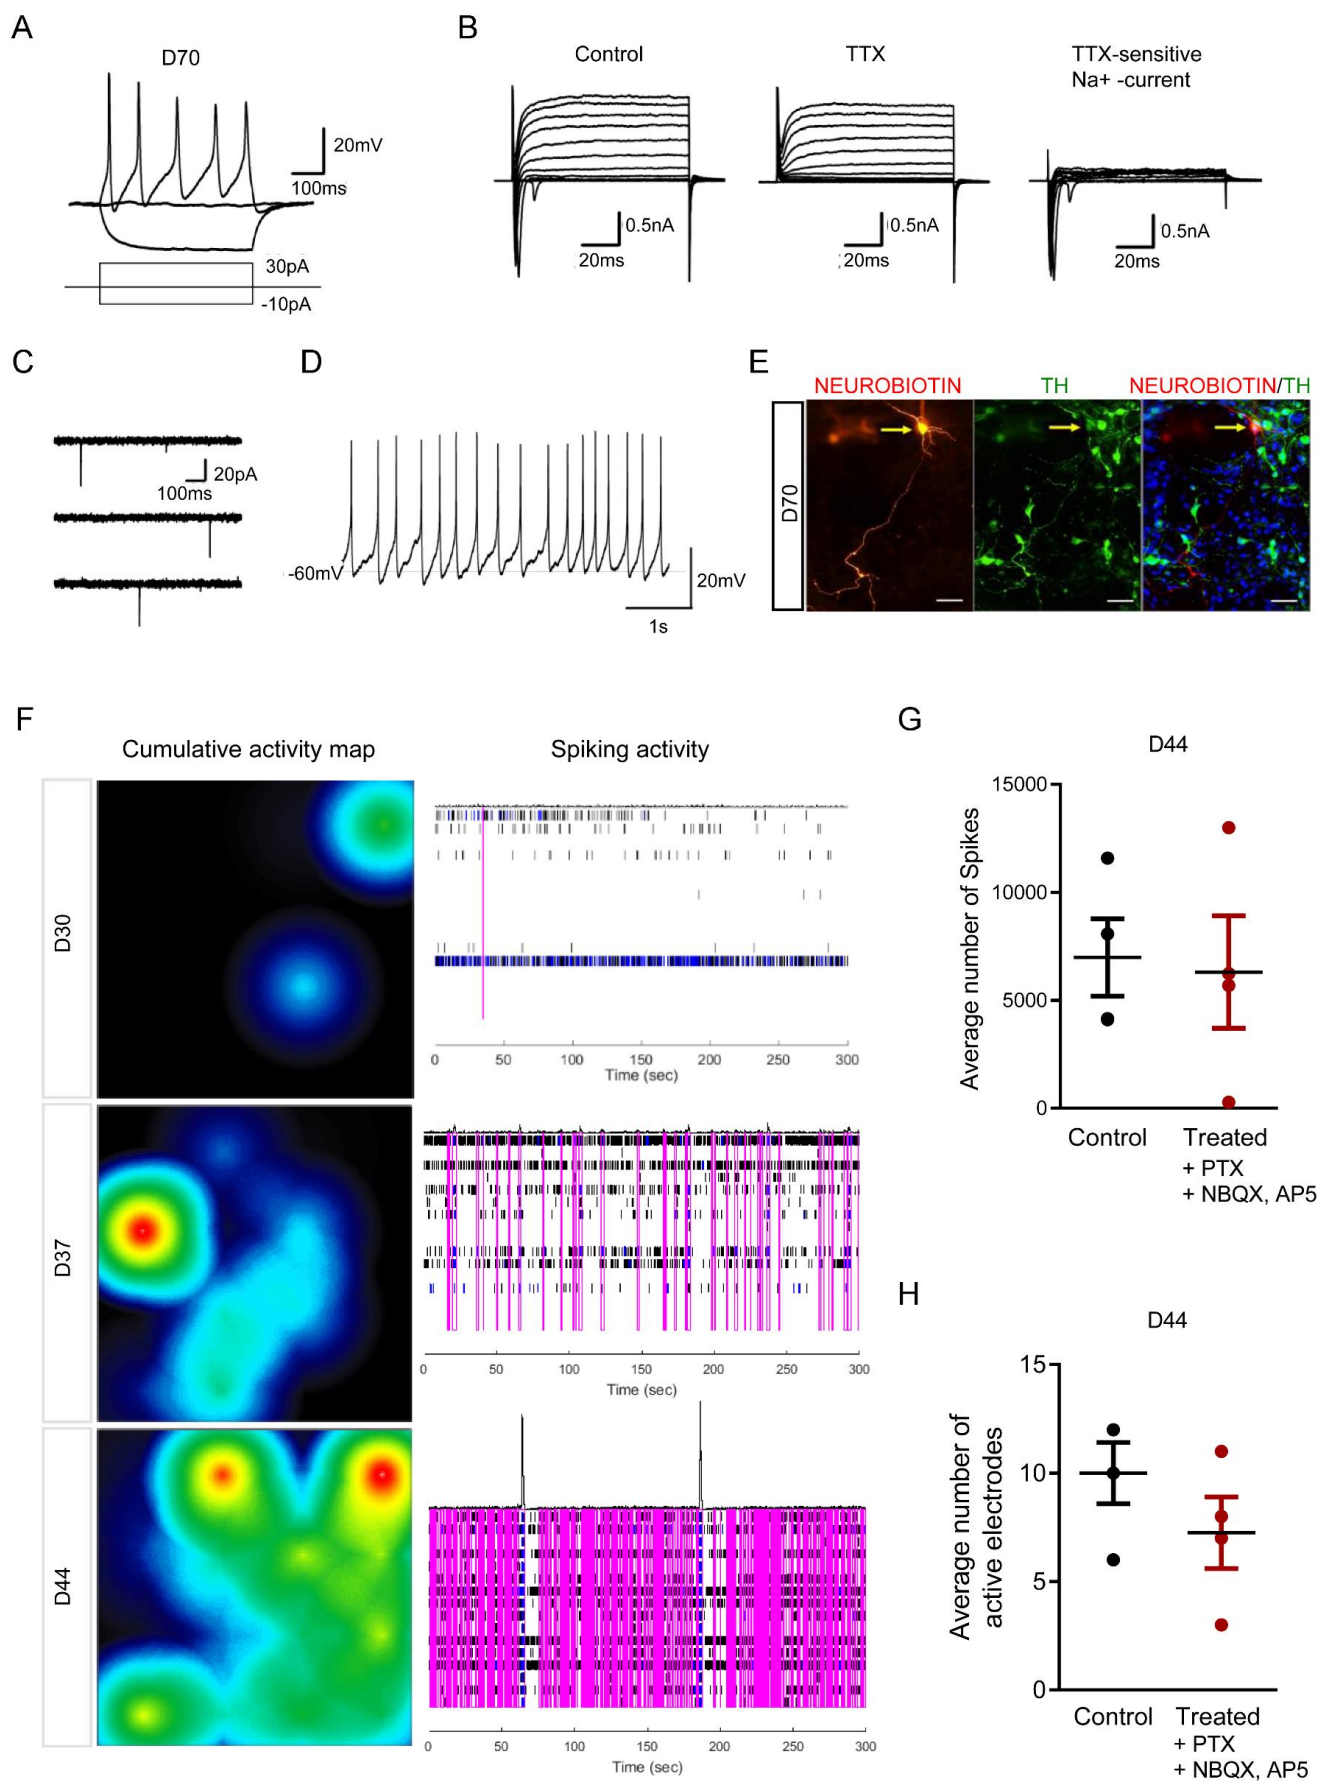 A
D70
20mV
100ms
30pA
-10pA
B
Control
TTX
TTX-sensitive
Na+ -current
0.5nA
20ms
0.5nA
20ms
0.5nA
20ms
C
20pA
100ms
D
-60mV
20mV
1s
E
NEUROBIOTIN
TH
NEUROBIOTIN/TH
D70
F
Cumulative activity map
Spiking activity
D30
0 50 100 150 200 250 300
Time (sec)
D37
0 50 100 150 200 250 300
Time (sec)
D44
0 50 100 150 200 250 300
Time (sec)
G
D44
Average number of Spikes
15000
10000
5000
0
Control
Treated
+ PTX
+ NBQX, AP5
H
D44
Average number of
active electrodes
15
10
5
0
Control
Treated
+ PTX
+ NBQX, AP5